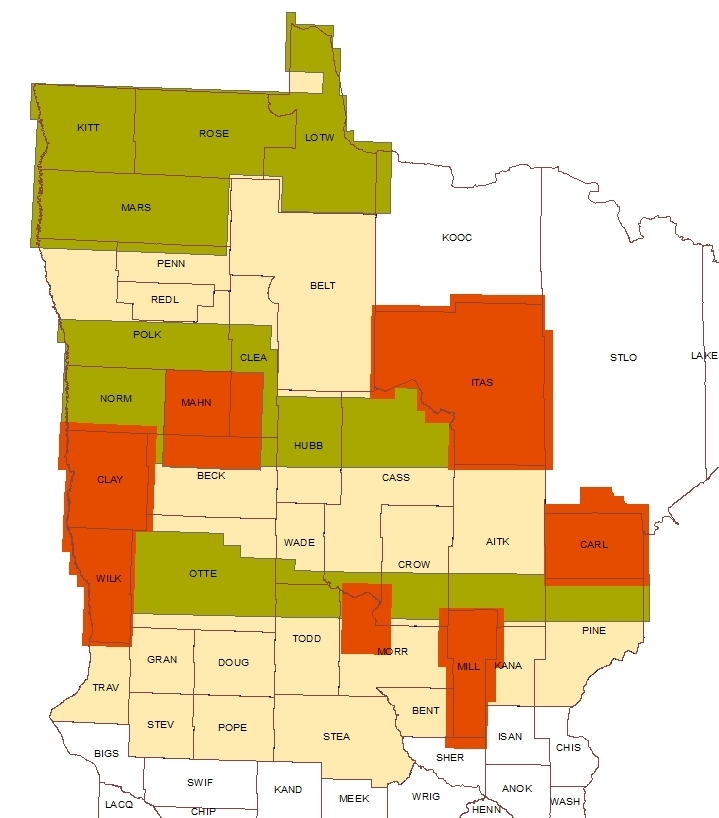 KITT
ROSE
LOTW
MARS
KOOC
PENN
BELT
REDL
POLK
CLEA
STLO
LAKE
ITAS
NORM
MAHN
HUBB
BECK
CASS
CLAY
WADE
AITK
CARL
CROW
OTTE
WILK
PINE
TODD
MORR
GRAN
DOUG
MILL
KANA
TRAV
BENT
STEV
POPE
STEA
ISAN
CHIS
BIGS
SHER
SWIF
KAND
ANOK
MEEK
WRIG
WASH
LACQ
CHIP
HENN